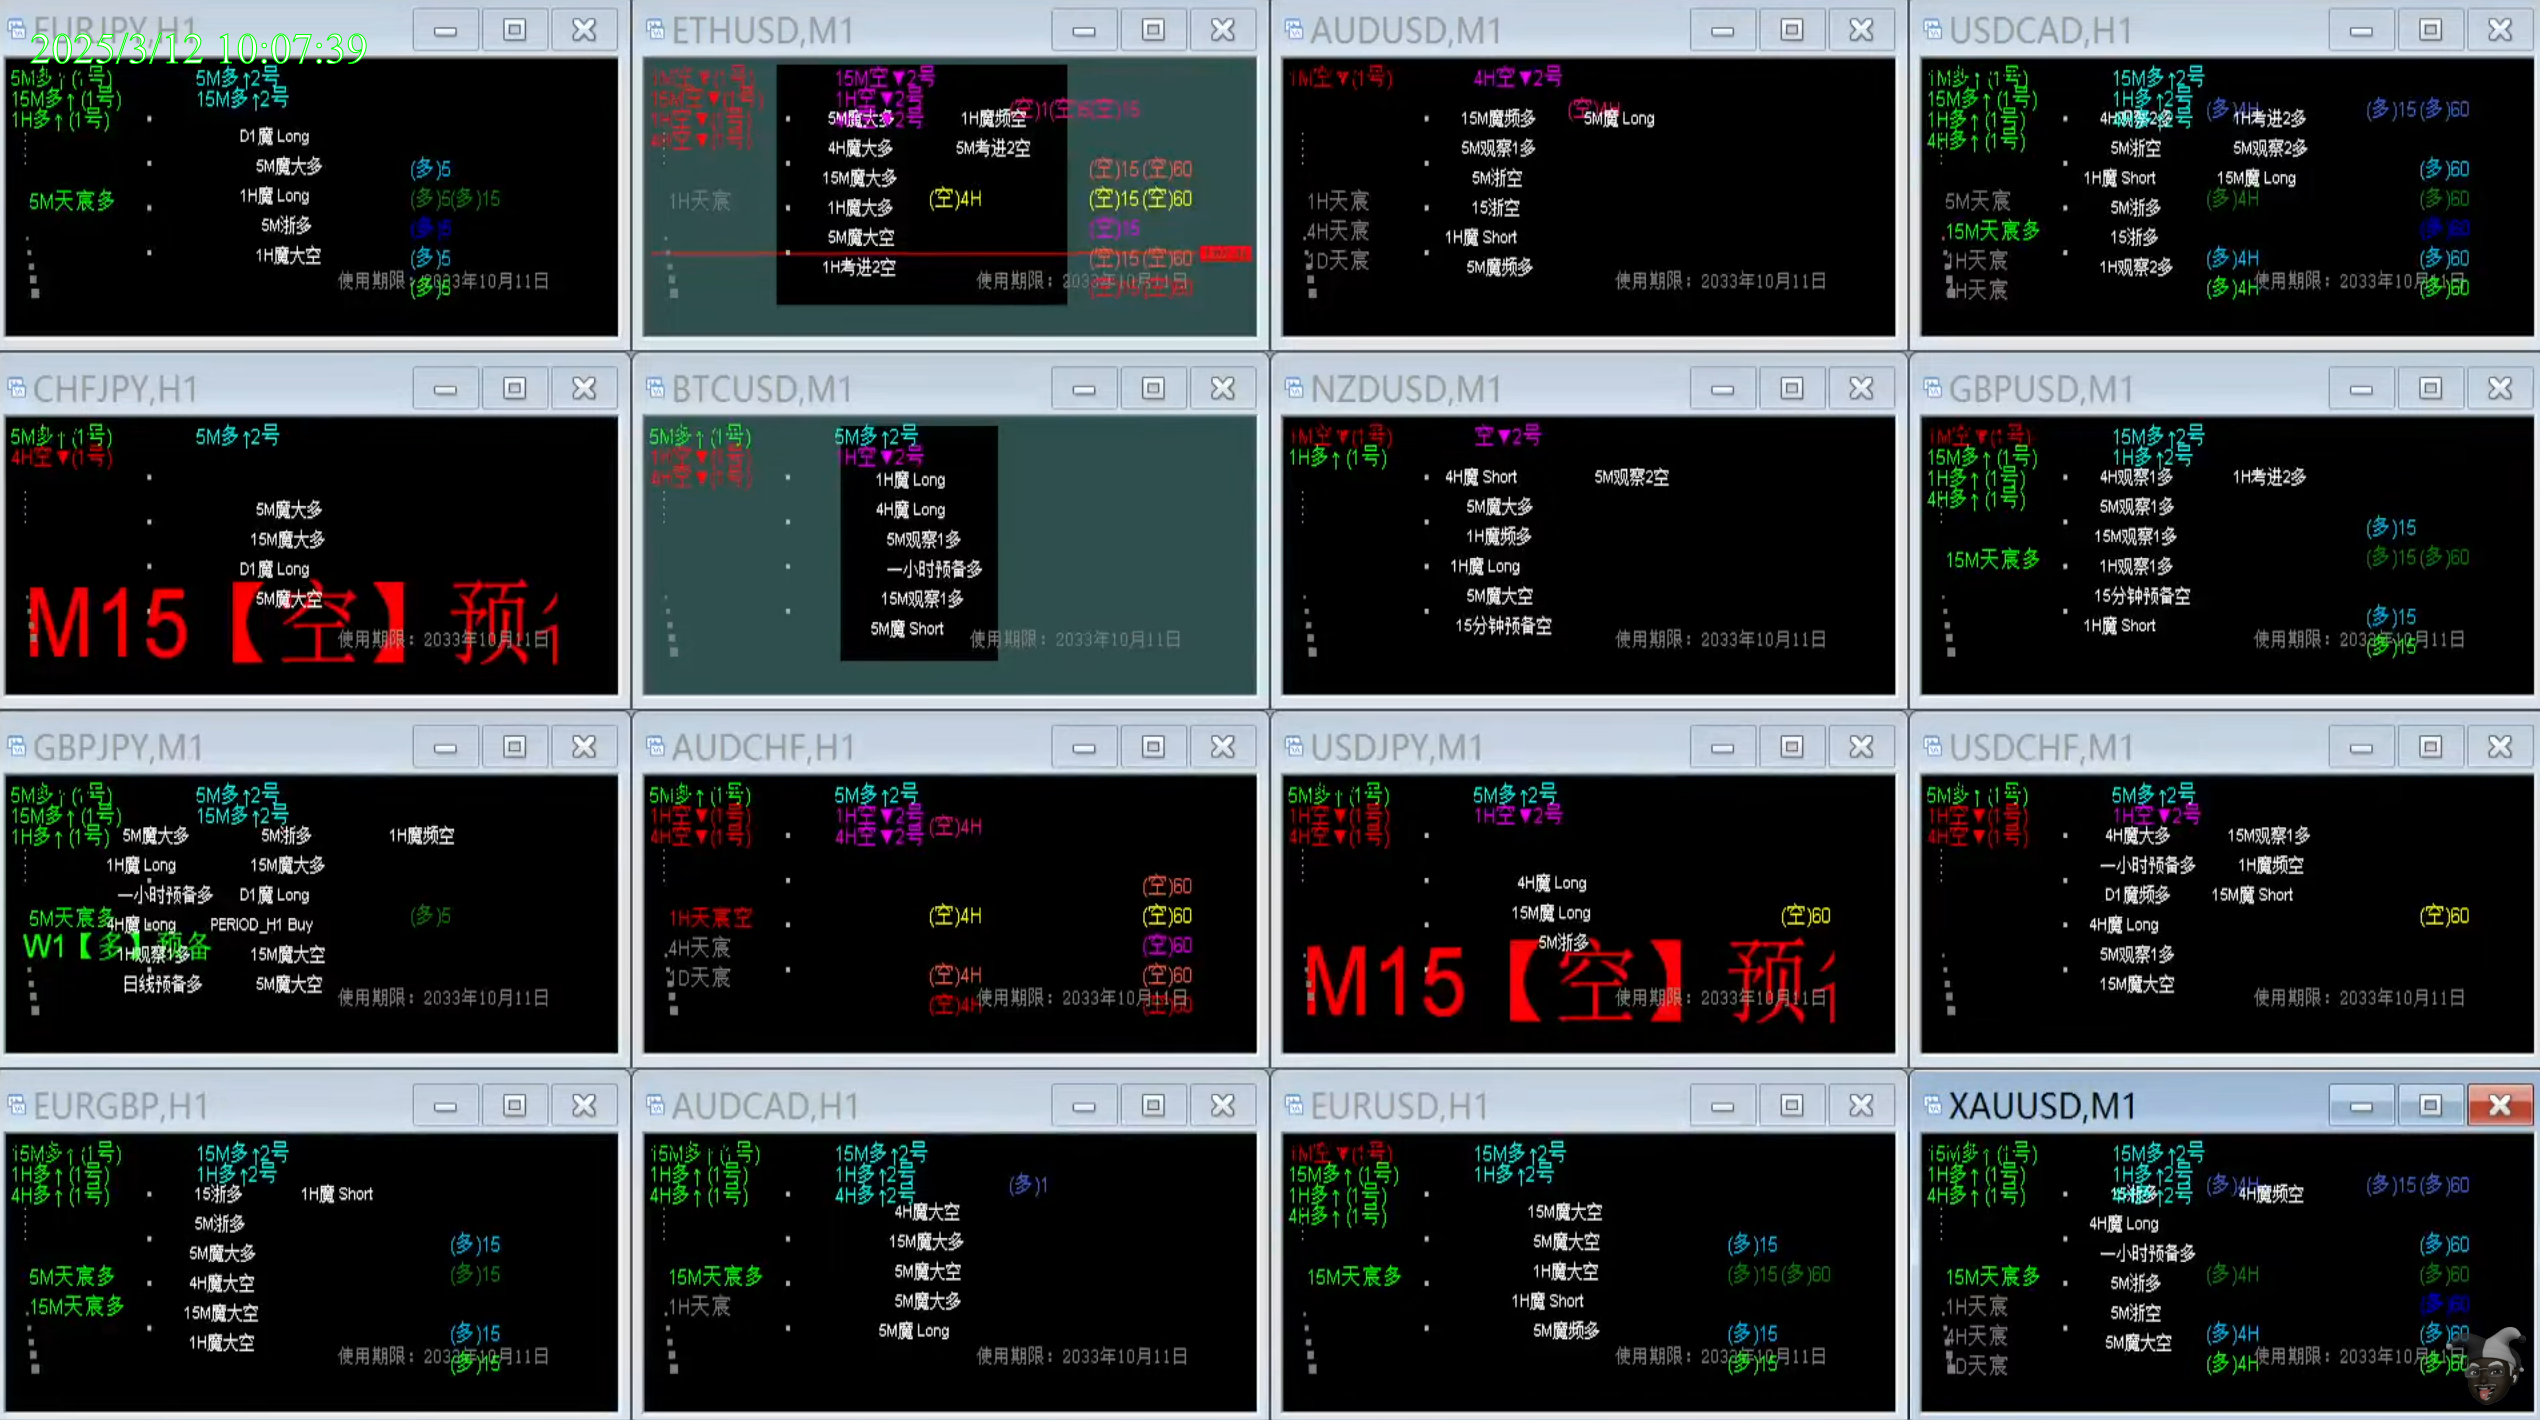 EURJPY,H1
2025/3/12 10:07:39
5M多↑(1号) 5M多↑2号
15M多↑(1号) 15M多↑2号
1H多↑(1号)
D1魔 Long
5M魔大多 (多)5
1H魔 Long (多)5(多)15
5M天宸多
5M浙多 (多)5
1H魔大空 (多)5
使用期限: 2033年10月11日
(多)5
ETHUSD,M1
1M空▼(1号) 15M空▼2号
15M空▼(1号) 1H空▼2号
1H空▼(1号)
4H空▼(1号)
5M魔大多 1H魔频空
4H魔大多 5M考进2空
15M魔大多 (空)15(空)60
1H天宸 1H魔大多 (空)4H (空)15(空)60
5M魔大空 (空)15
1H考进2空 (空)15(空)60
使用期限: 2033年10月11日
AUDUSD,M1
1M空▼(1号) 4H空▼2号
(空)4H
15M魔频多 5M魔 Long
5M观察1多
5M浙空
1H天宸 15浙空
4H天宸 1H魔 Short
1D天宸 5M魔频多
使用期限: 2033年10月11日
USDCAD,H1
1M多↑(1号) 15M多↑2号
15M多↑(1号) 1H多↑2号 (多)4H (多)15(多)60
1H多↑(1号) 4H观察2多 1H考进2多
4H多↑(1号) 5M浙空 5M观察2多
1H魔 Short 15M魔 Long (多)60
5M天宸 5M浙多 (多)4H (多)60
15M天宸多 15浙多 (多)60
1H天宸 1H观察2多 (多)4H (多)60
4H天宸 (多)4H (多)60
使用期限: 2033年10月11日
CHFJPY,H1
5M多↑(1号) 5M多↑2号
4H空▼(1号)
5M魔大多
15M魔大多
D1魔 Long
5M魔大空
M15【空】预
使用期限: 2033年10月11日
BTCUSD,M1
5M多↑(1号) 5M多↑2号
1H空▼(1号) 1H空▼2号
4H空▼(1号)
1H魔 Long
4H魔 Long
5M观察1多
一小时预备多
15M观察1多
5M魔 Short
使用期限: 2033年10月11日
NZDUSD,M1
1M空▼(1号) 空▼2号
1H多↑(1号)
4H魔 Short 5M观察2空
5M魔大多
1H魔频多
1H魔 Long
5M魔大空
15分钟预备空
使用期限: 2033年10月11日
GBPUSD,M1
1M空▼(1号) 15M多↑2号
15M多↑(1号) 1H多↑2号
1H多↑(1号) 4H观察1多 1H考进2多
4H多↑(1号) 5M观察1多
15M观察1多 (多)15
15M天宸多 1H观察1多 (多)15(多)60
15分钟预备空
1H魔 Short (多)15
使用期限: 2033年10月11日
(多)15
GBPJPY,M1
5M多↑(1号) 5M多↑2号
15M多↑(1号) 15M多↑2号
1H多↑(1号) 5M魔大多 5M浙多 1H魔频空
1H魔 Long 15M魔大多
一小时预备多 D1魔 Long
5M天宸多 4H魔 Long PERIOD_H1 Buy (多)5
W1【多】预备
1H观察1多 15M魔大空
日线预备多 5M魔大空
使用期限: 2033年10月11日
AUDCHF,H1
5M多↑(1号) 5M多↑2号
1H空▼(1号) 1H空▼2号
4H空▼(1号) 4H空▼2号 (空)4H
(空)60
1H天宸空 (空)4H (空)60
4H天宸 (空)60
1D天宸 (空)4H (空)60
(空)4H (空)60
使用期限: 2033年10月11日
USDJPY,M1
5M多↑(1号) 5M多↑2号
1H空▼(1号) 1H空▼2号
4H空▼(1号)
4H魔 Long
15M魔 Long (空)60
5M浙多
M15【空】预
使用期限: 2033年10月11日
USDCHF,M1
5M多↑(1号) 5M多↑2号
1H空▼(1号) 1H空▼2号
4H空▼(1号) 4H魔大多 15M观察1多
一小时预备多 1H魔频空
D1魔频多 15M魔 Short
4H魔 Long (空)60
5M观察1多
15M魔大空
使用期限: 2033年10月11日
EURGBP,H1
15M多↑(1号) 15M多↑2号
1H多↑(1号) 1H多↑2号
4H多↑(1号) 15浙多 1H魔 Short
5M浙多
5M魔大多 (多)15
5M天宸多 4H魔大空 (多)15
15M天宸多 15M魔大空
1H魔大空 (多)15
使用期限: 2033年10月11日
(多)15
AUDCAD,H1
15M多↑(1号) 15M多↑2号
1H多↑(1号) 1H多↑2号 (多)1
4H多↑(1号) 4H多↑2号
4H魔大空
15M魔大多
15M天宸多 5M魔大空
1H天宸 5M魔大多
5M魔 Long
使用期限: 2033年10月11日
EURUSD,H1
1M空▼(1号) 15M多↑2号
15M多↑(1号) 1H多↑2号
1H多↑(1号)
4H多↑(1号) 15M魔大空
5M魔大空 (多)15
15M天宸多 1H魔大空 (多)15(多)60
1H魔 Short
5M魔频多 (多)15
使用期限: 2033年10月11日
(多)15
XAUUSD,M1
15M多↑(1号) 15M多↑2号
1H多↑(1号) 1H多↑2号 (多)4H (多)15(多)60
4H多↑(1号) 4H多↑2号 4H魔频空
4H魔 Long
一小时预备多 (多)60
15M天宸多 5M浙多 (多)4H (多)60
1H天宸 5M浙空 (多)60
4H天宸 5M魔大空 (多)4H (多)60
1D天宸 (多)4H (多)60
使用期限: 2033年10月11日